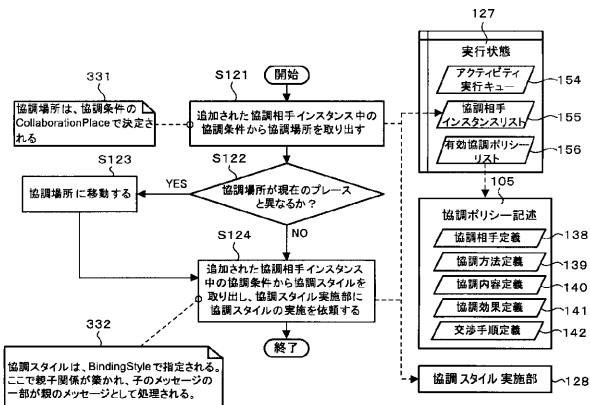 127
実行状態
アクティビティ
実行キュー
154
協調相手
インスタンスリスト
155
有効協調ポリシー
リスト
156
331
協調場所は、協調条件の
CollaborationPlaceで決定さ
れる
開始
S121
追加された協調相手インスタンス中の
協調条件から協調場所を取り出す
S122
協調場所が現在のプレース
と異なるか?
YES
NO
S123
協調場所に移動する
S124
追加された協調相手インスタンス
中の協調条件から協調スタイルを
取り出し、協調スタイル実施部に
協調スタイルの実施を依頼する
終了
332
協調スタイルは、BindingStyleで指定される。
ここで親子関係が築かれ、子のメッセージの
一部が親のメッセージとして処理される。
105
協調ポリシー記述
協調相手定義
138
協調方法定義
139
協調内容定義
140
協調効果定義
141
交渉手順定義
142
協調スタイル実施部
128